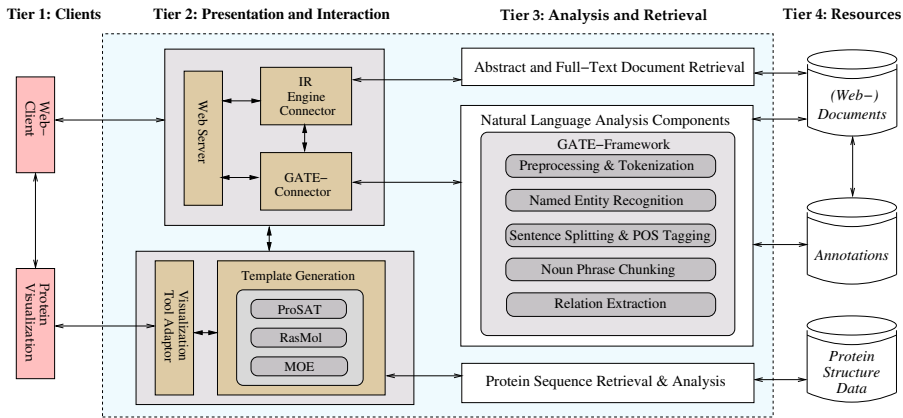 Tier 1: Clients
Tier 2: Presentation and Interaction
Tier 3: Analysis and Retrieval
Tier 4: Resources
Web−
Client
Protein
Visualization
Web Server
IR
Engine
Connector
GATE−
Connector
Visualization
Tool Adaptor
Template Generation
ProSAT
RasMol
MOE
Abstract and Full−Text Document Retrieval
Natural Language Analysis Components
GATE−Framework
Preprocessing & Tokenization
Named Entity Recognition
Sentence Splitting & POS Tagging
Noun Phrase Chunking
Relation Extraction
Protein Sequence Retrieval & Analysis
(Web−)
Documents
Annotations
Protein
Structure
Data